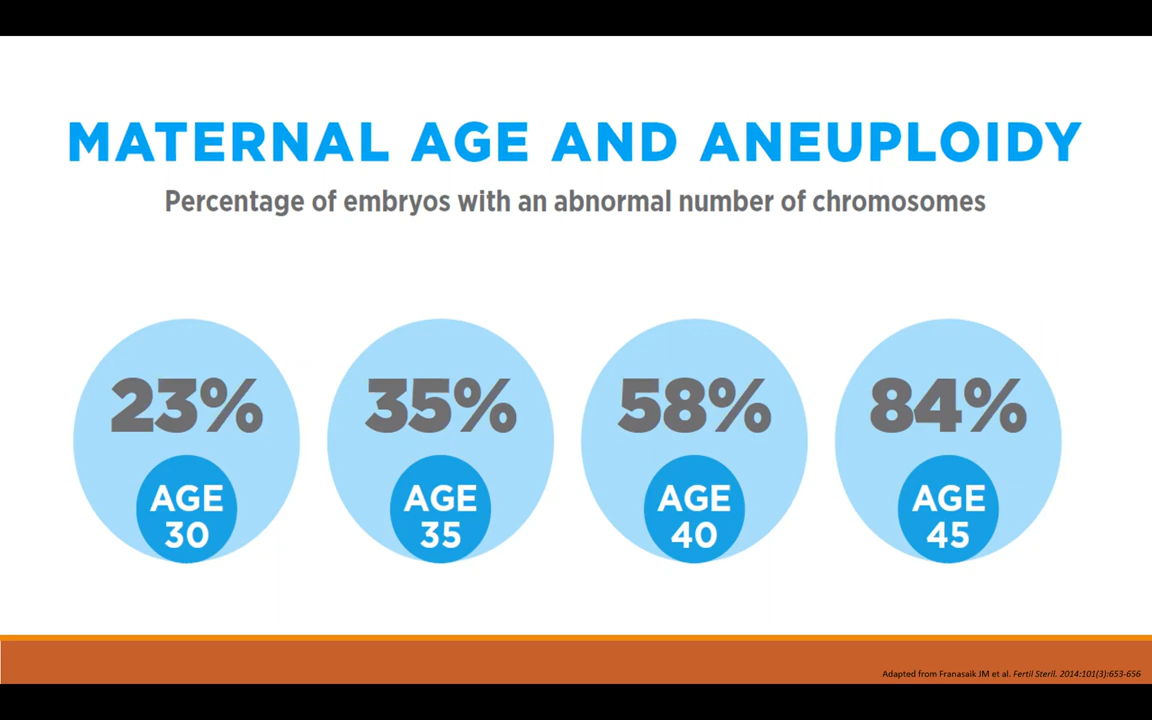 MATERNAL AGE AND ANEUPLOIDY
Percentage of embryos with an abnormal number of chromosomes
23%
AGE
30
35%
AGE
35
58%
AGE
40
84%
AGE
45
Adapted from Franasaik JM et al. Fertil Steril. 2014:101(3):653-656